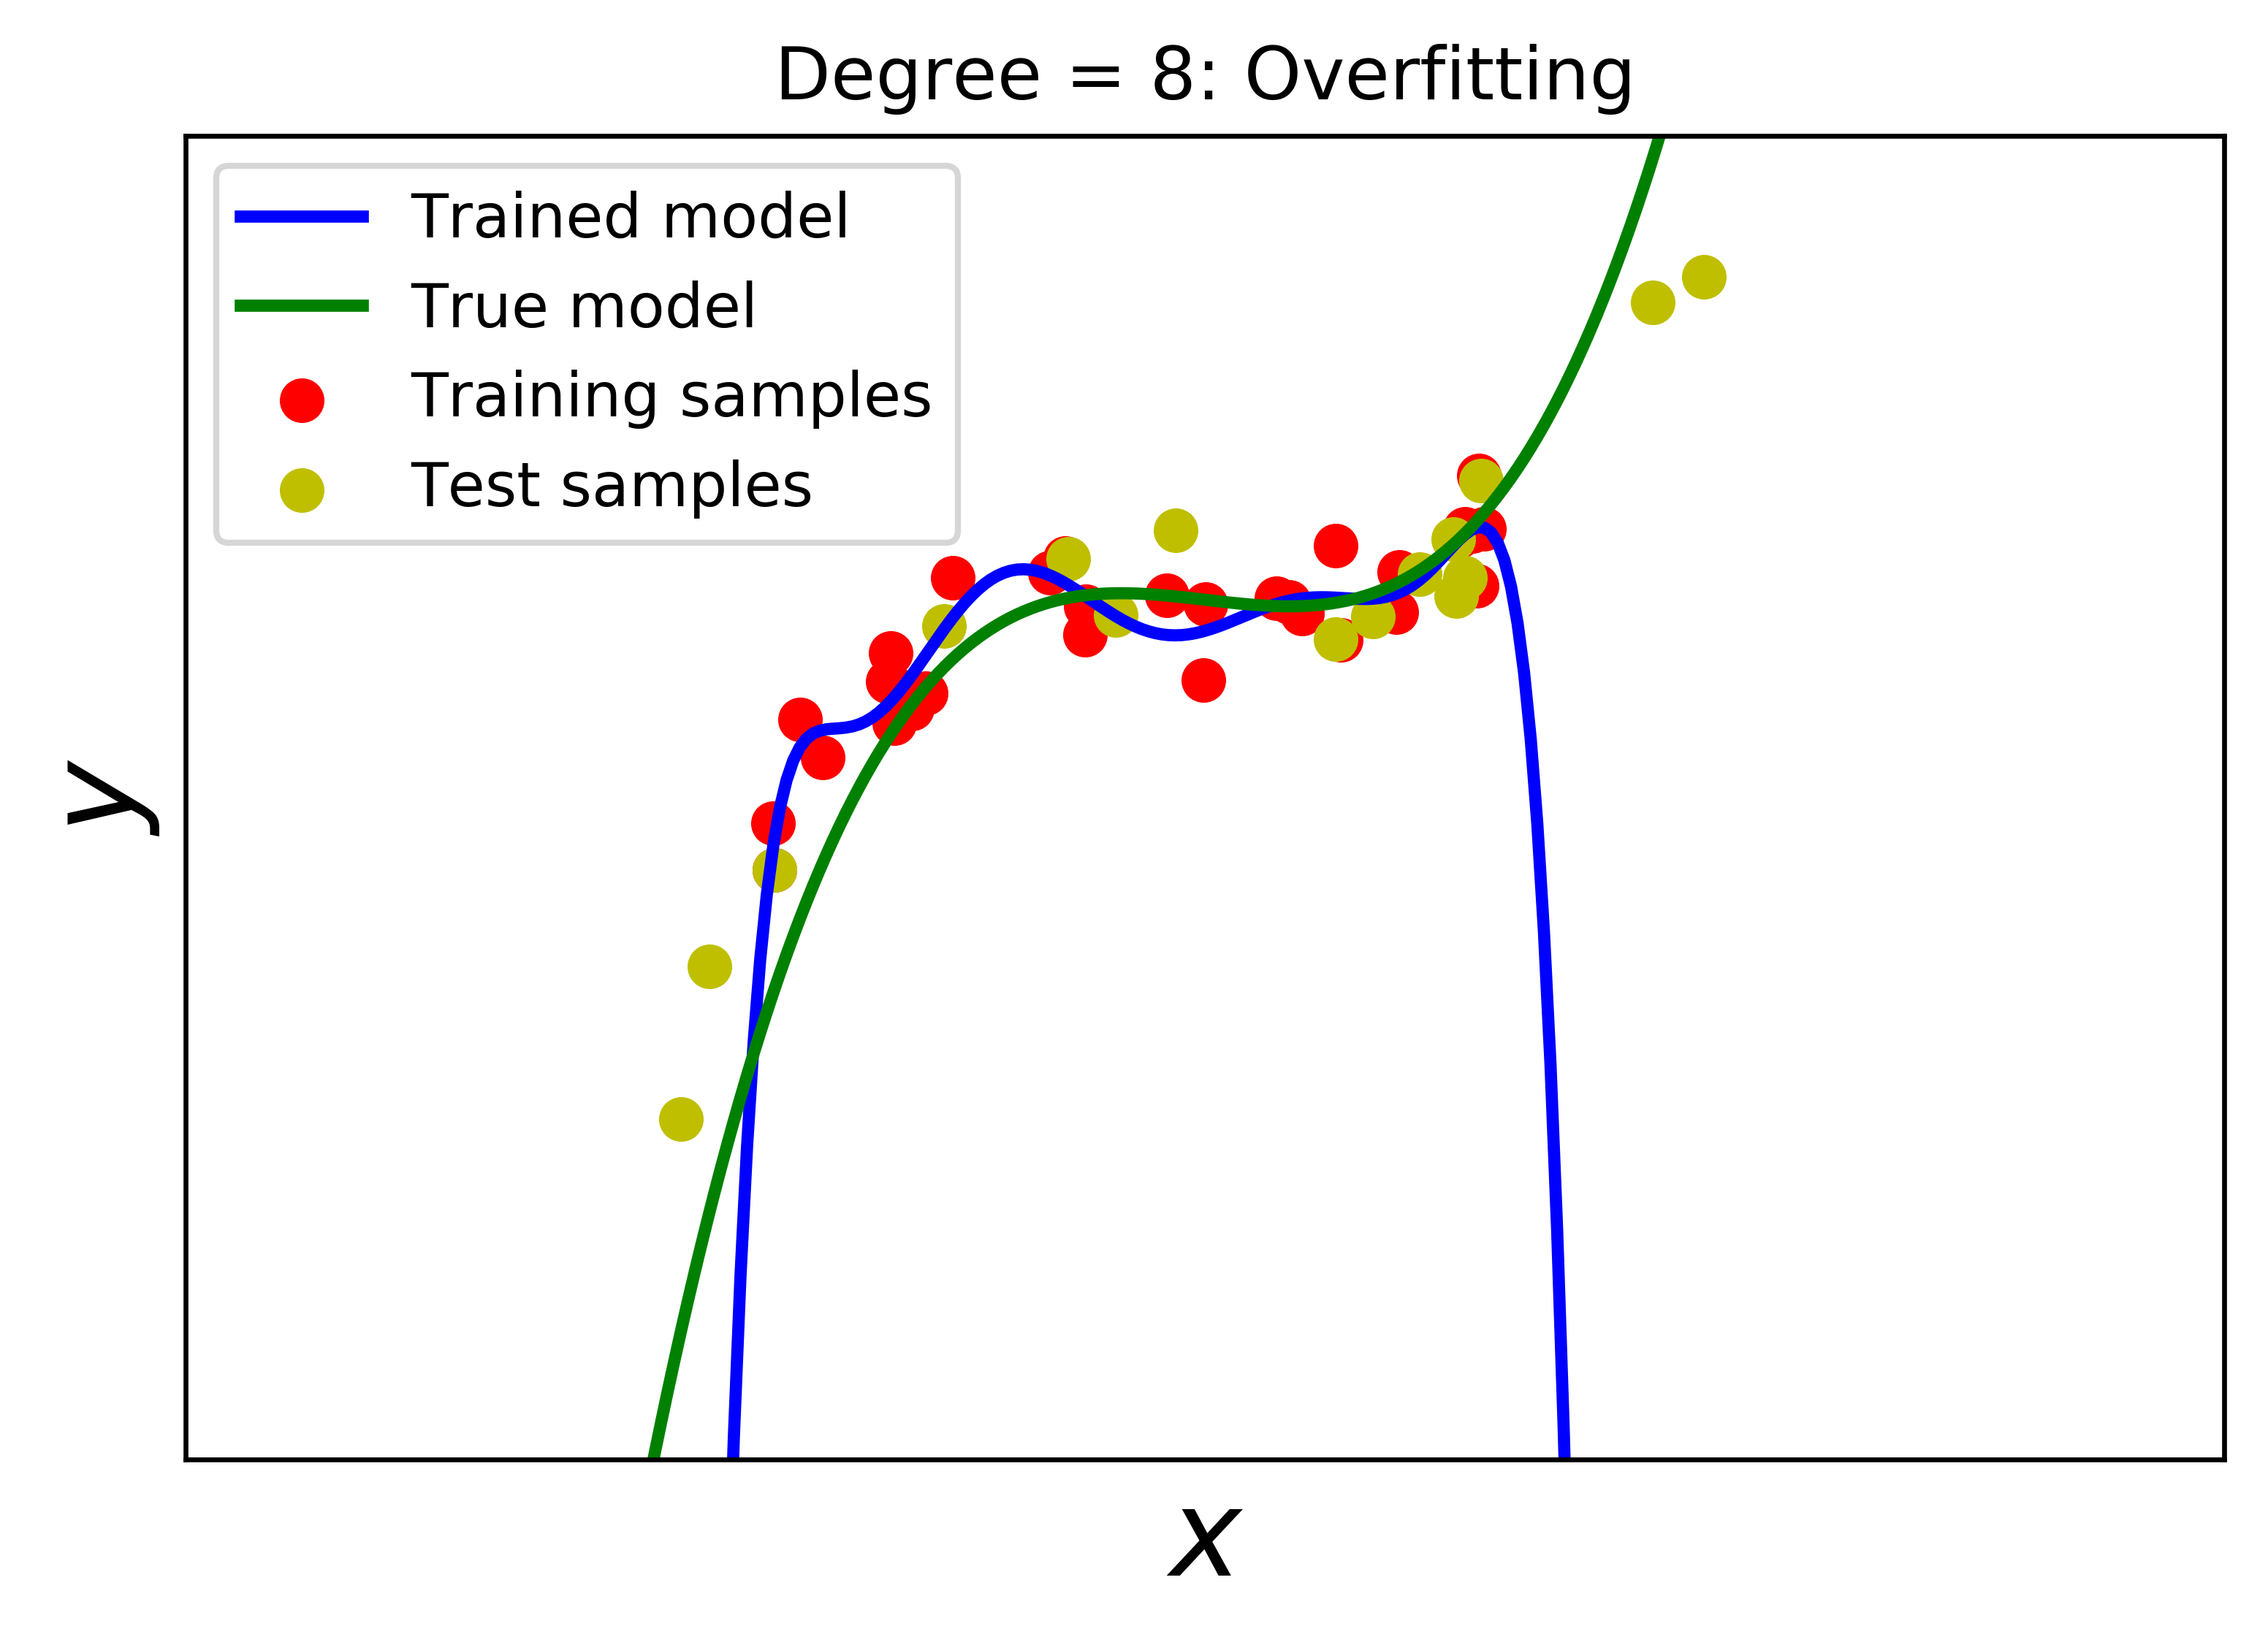 Degree = 8: Overfitting
Trained model
True model
Training samples
Test samples
y
x